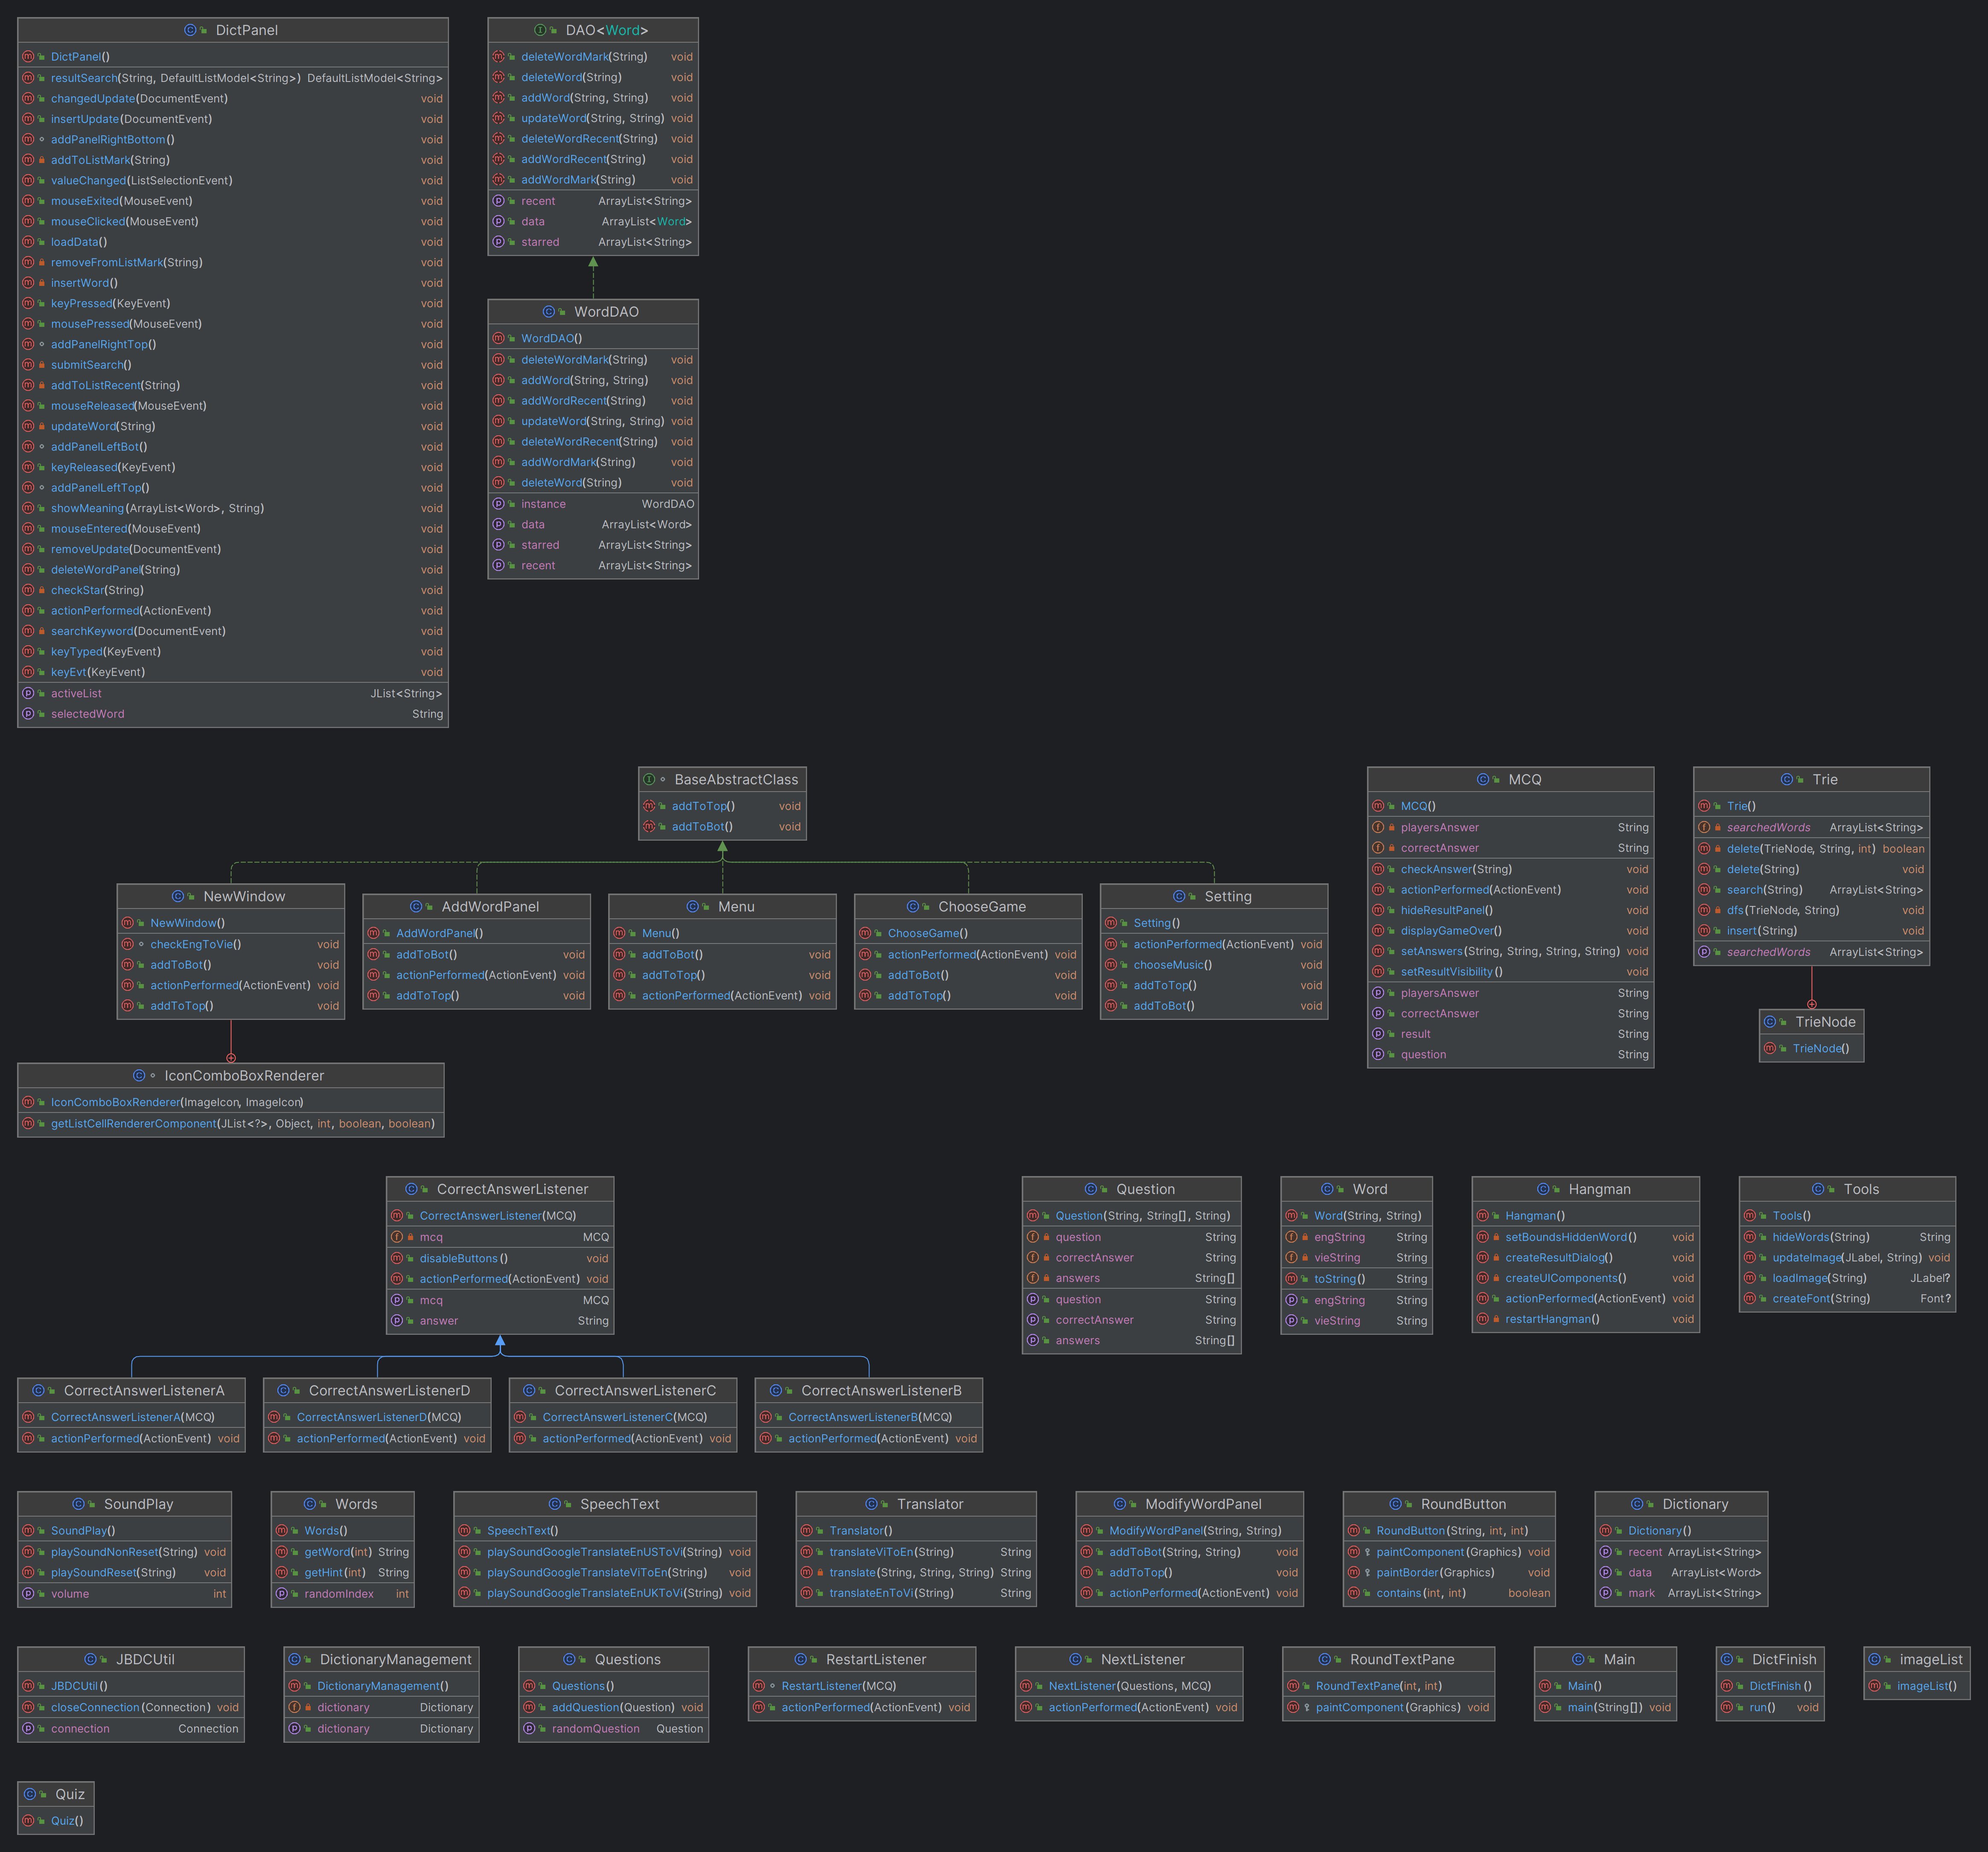 DictPanel
DictPanel()
resultSearch(String, DefaultListModel<String>) DefaultListModel<String>
changedUpdate(DocumentEvent) void
insertUpdate(DocumentEvent) void
addPanelRightBottom() void
addToListMark(String) void
valueChanged(ListSelectionEvent) void
mouseExited(MouseEvent) void
mouseClicked(MouseEvent) void
loadData() void
removeFromListMark(String) void
insertWord() void
keyPressed(KeyEvent) void
mousePressed(MouseEvent) void
addPanelRightTop() void
submitSearch() void
addToListRecent(String) void
mouseReleased(MouseEvent) void
updateWord(String) void
addPanelLeftBot() void
keyReleased(KeyEvent) void
addPanelLeftTop() void
showMeaning(ArrayList<Word>, String) void
mouseEntered(MouseEvent) void
removeUpdate(DocumentEvent) void
deleteWordPanel(String) void
checkStar(String) void
actionPerformed(ActionEvent) void
searchKeyword(DocumentEvent) void
keyTyped(KeyEvent) void
keyEvt(KeyEvent) void
activeList JList<String>
selectedWord String
DAO<Word>
deleteWordMark(String) void
deleteWord(String) void
addWord(String, String) void
updateWord(String, String) void
deleteWordRecent(String) void
addWordRecent(String) void
addWordMark(String) void
recent ArrayList<String>
data ArrayList<Word>
starred ArrayList<String>
WordDAO
WordDAO()
deleteWordMark(String) void
addWord(String, String) void
addWordRecent(String) void
updateWord(String, String) void
deleteWordRecent(String) void
addWordMark(String) void
deleteWord(String) void
instance WordDAO
data ArrayList<Word>
starred ArrayList<String>
recent ArrayList<String>
BaseAbstractClass
addToTop() void
addToBot() void
MCQ
MCQ()
playersAnswer String
correctAnswer String
checkAnswer(String) void
actionPerformed(ActionEvent) void
hideResultPanel() void
displayGameOver() void
setAnswers(String, String, String, String) void
setResultVisibility() void
playersAnswer String
correctAnswer String
result String
question String
Trie
Trie()
searchedWords ArrayList<String>
delete(TrieNode, String, int) boolean
delete(String) void
search(String) ArrayList<String>
dfs(TrieNode, String) void
insert(String) void
searchedWords ArrayList<String>
TrieNode
TrieNode()
NewWindow
NewWindow()
checkEngToVie() void
addToBot() void
actionPerformed(ActionEvent) void
addToTop() void
AddWordPanel
AddWordPanel()
addToBot() void
actionPerformed(ActionEvent) void
addToTop() void
Menu
Menu()
addToBot() void
addToTop() void
actionPerformed(ActionEvent) void
ChooseGame
ChooseGame()
actionPerformed(ActionEvent) void
addToBot() void
addToTop() void
Setting
Setting()
actionPerformed(ActionEvent) void
chooseMusic() void
addToTop() void
addToBot() void
IconComboBoxRenderer
IconComboBoxRenderer(ImageIcon, ImageIcon)
getListCellRendererComponent(JList<?>, Object, int, boolean, boolean)
CorrectAnswerListener
CorrectAnswerListener(MCQ)
mcq MCQ
disableButtons() void
actionPerformed(ActionEvent) void
mcq MCQ
answer String
Question
Question(String, String[], String)
question String
correctAnswer String
answers String[]
question String
correctAnswer String
answers String[]
Word
Word(String, String)
engString String
vieString String
toString() String
engString String
vieString String
Hangman
Hangman()
setBoundsHiddenWord() void
createResultDialog() void
createUIComponents() void
actionPerformed(ActionEvent) void
restartHangman() void
Tools
Tools()
hideWords(String) String
updateImage(JLabel, String) void
loadImage(String) JLabel?
createFont(String) Font?
CorrectAnswerListenerA
CorrectAnswerListenerA(MCQ)
actionPerformed(ActionEvent) void
CorrectAnswerListenerD
CorrectAnswerListenerD(MCQ)
actionPerformed(ActionEvent) void
CorrectAnswerListenerC
CorrectAnswerListenerC(MCQ)
actionPerformed(ActionEvent) void
CorrectAnswerListenerB
CorrectAnswerListenerB(MCQ)
actionPerformed(ActionEvent) void
SoundPlay
SoundPlay()
playSoundNonReset(String) void
playSoundReset(String) void
volume int
Words
Words()
getWord(int) String
getHint(int) String
randomIndex int
SpeechText
SpeechText()
playSoundGoogleTranslateEnUSToVi(String) void
playSoundGoogleTranslateViToEn(String) void
playSoundGoogleTranslateEnUKToVi(String) void
Translator
Translator()
translateViToEn(String) String
translate(String, String, String) String
translateEnToVi(String) String
ModifyWordPanel
ModifyWordPanel(String, String)
addToBot(String, String) void
addToTop() void
actionPerformed(ActionEvent) void
RoundButton
RoundButton(String, int, int)
paintComponent(Graphics) void
paintBorder(Graphics) void
contains(int, int) boolean
Dictionary
Dictionary()
recent ArrayList<String>
data ArrayList<Word>
mark ArrayList<String>
JBDCUtil
JBDCUtil()
closeConnection(Connection) void
connection Connection
DictionaryManagement
DictionaryManagement()
dictionary Dictionary
dictionary Dictionary
Questions
Questions()
addQuestion(Question) void
randomQuestion Question
RestartListener
RestartListener(MCQ)
actionPerformed(ActionEvent) void
NextListener
NextListener(Questions, MCQ)
actionPerformed(ActionEvent) void
RoundTextPane
RoundTextPane(int, int)
paintComponent(Graphics) void
Main
Main()
main(String[]) void
DictFinish
DictFinish()
run() void
imageList
imageList()
Quiz
Quiz()